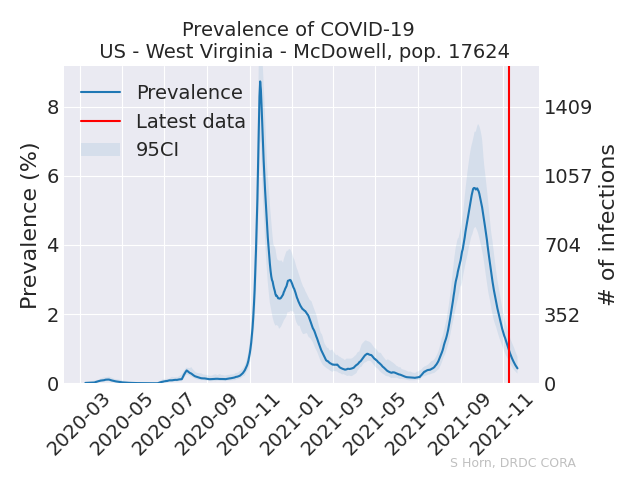 Prevalence of COVID-19
US - West Virginia - McDowell, pop. 17624
Prevalence
Latest data
95CI
Prevalence (%)
8
6
4
2
0
1409
1057
704
352
0
# of infections
2020-03
2020-05
2020-07
2020-09
2020-11
2021-01
2021-03
2021-05
2021-07
2021-09
2021-11
S Horn, DRDC CORA